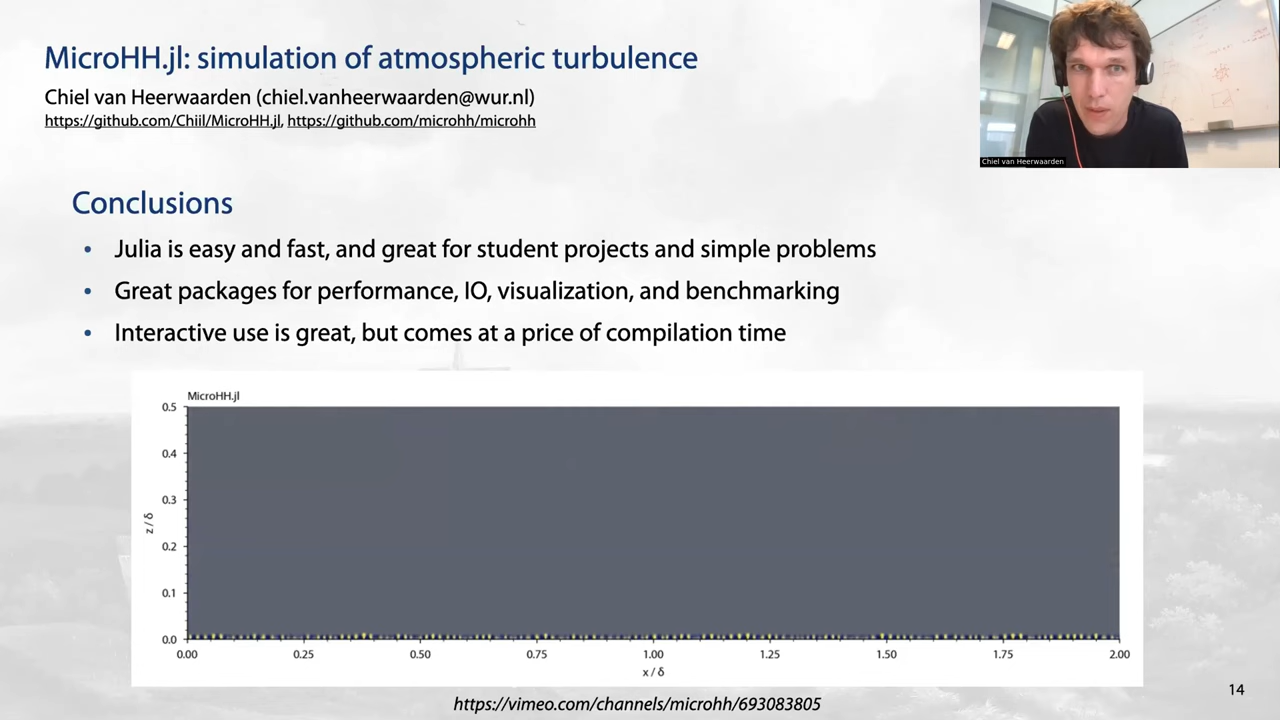 MicroHH.jl: simulation of atmospheric turbulence
Chiel van Heerwaarden (chiel.vanheerwaarden@wur.nl)
https://github.com/Chiil/MicroHH.jl, https://github.com/microhh/microhh
Chiel van Heerwaarden
Conclusions
• Julia is easy and fast, and great for student projects and simple problems
• Great packages for performance, IO, visualization, and benchmarking
• Interactive use is great, but comes at a price of compilation time
MicroHH.jl
0.5
0.4
0.3
0.2
0.1
0.0
z / δ
0.00 0.25 0.50 0.75 1.00 1.25 1.50 1.75 2.00
x / δ
https://vimeo.com/channels/microhh/693083805
14